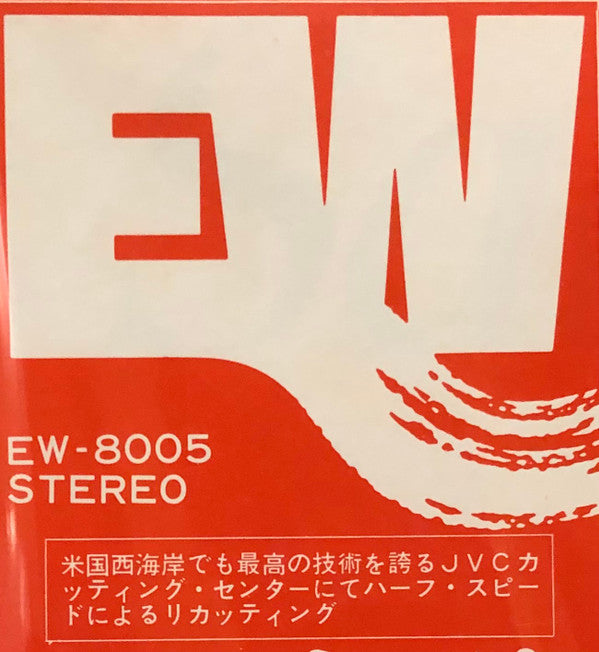 EW
EW-8005
STEREO
米国西海岸でも最高の技術を誇るJVCカ
ッティング・センターにてハーフ・スピー
ドによるリカッティング